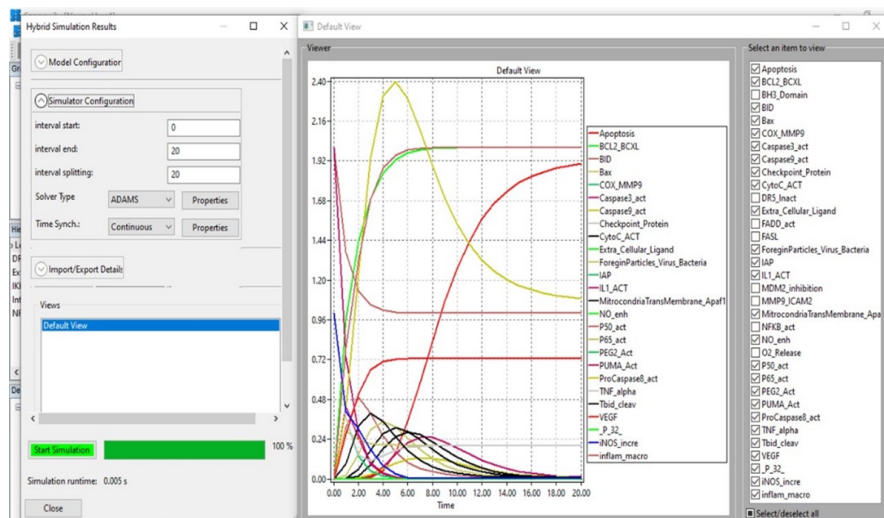 Hybrid Simulation Results
Model Configuration
Simulator Configuration
interval start:
0
interval end:
20
interval splitting:
20
Solver Type
ADAMS
Properties
Time Synch.:
Continuous
Properties
Import/Export Details
Views
Default View
Start Simulation
100 %
Simulation runtime: 0.005 s
Close
Default View
Viewer
Default View
2.40
2.16
1.92
1.68
1.44
1.20
0.96
0.72
0.48
0.24
0.00
0.00
2.00
4.00
6.00
8.00
10.00
12.00
14.00
16.00
18.00
20.00
Time
Apoptosis
BCL2_BCXL
BID
Bax
COX_MMP9
Caspase3_act
Caspase9_act
Checkpoint_Protein
CytoC_ACT
Extra_Cellular_Ligand
ForeginParticles_Virus_Bacteria
IAP
IL1_ACT
MitrocondriaTransMembrane_Apaf1
NO_enh
P50_act
P65_act
PEG2_Act
PUMA_Act
ProCaspase8_act
TNF_alpha
Tbid_cleav
VEGF
_P_32_
iNOS_incre
inflam_macro
Select an item to view
Apoptosis
BCL2_BCXL
BH3_Domain
BID
Bax
COX_MMP9
Caspase3_act
Caspase9_act
Checkpoint_Protein
CytoC_ACT
DR5_Inact
Extra_Cellular_Ligand
FADD_act
FASL
ForeginParticles_Virus_Bacteria
IAP
IL1_ACT
MDM2_inhibition
MMP9_ICAM2
MitrocondriaTransMembrane_Apa
NFKB_act
NO_enh
O2_Release
P50_act
P65_act
PEG2_Act
PUMA_Act
ProCaspase8_act
TNF_alpha
Tbid_cleav
VEGF
_P_32_
iNOS_incre
inflam_macro
Select/deselect all